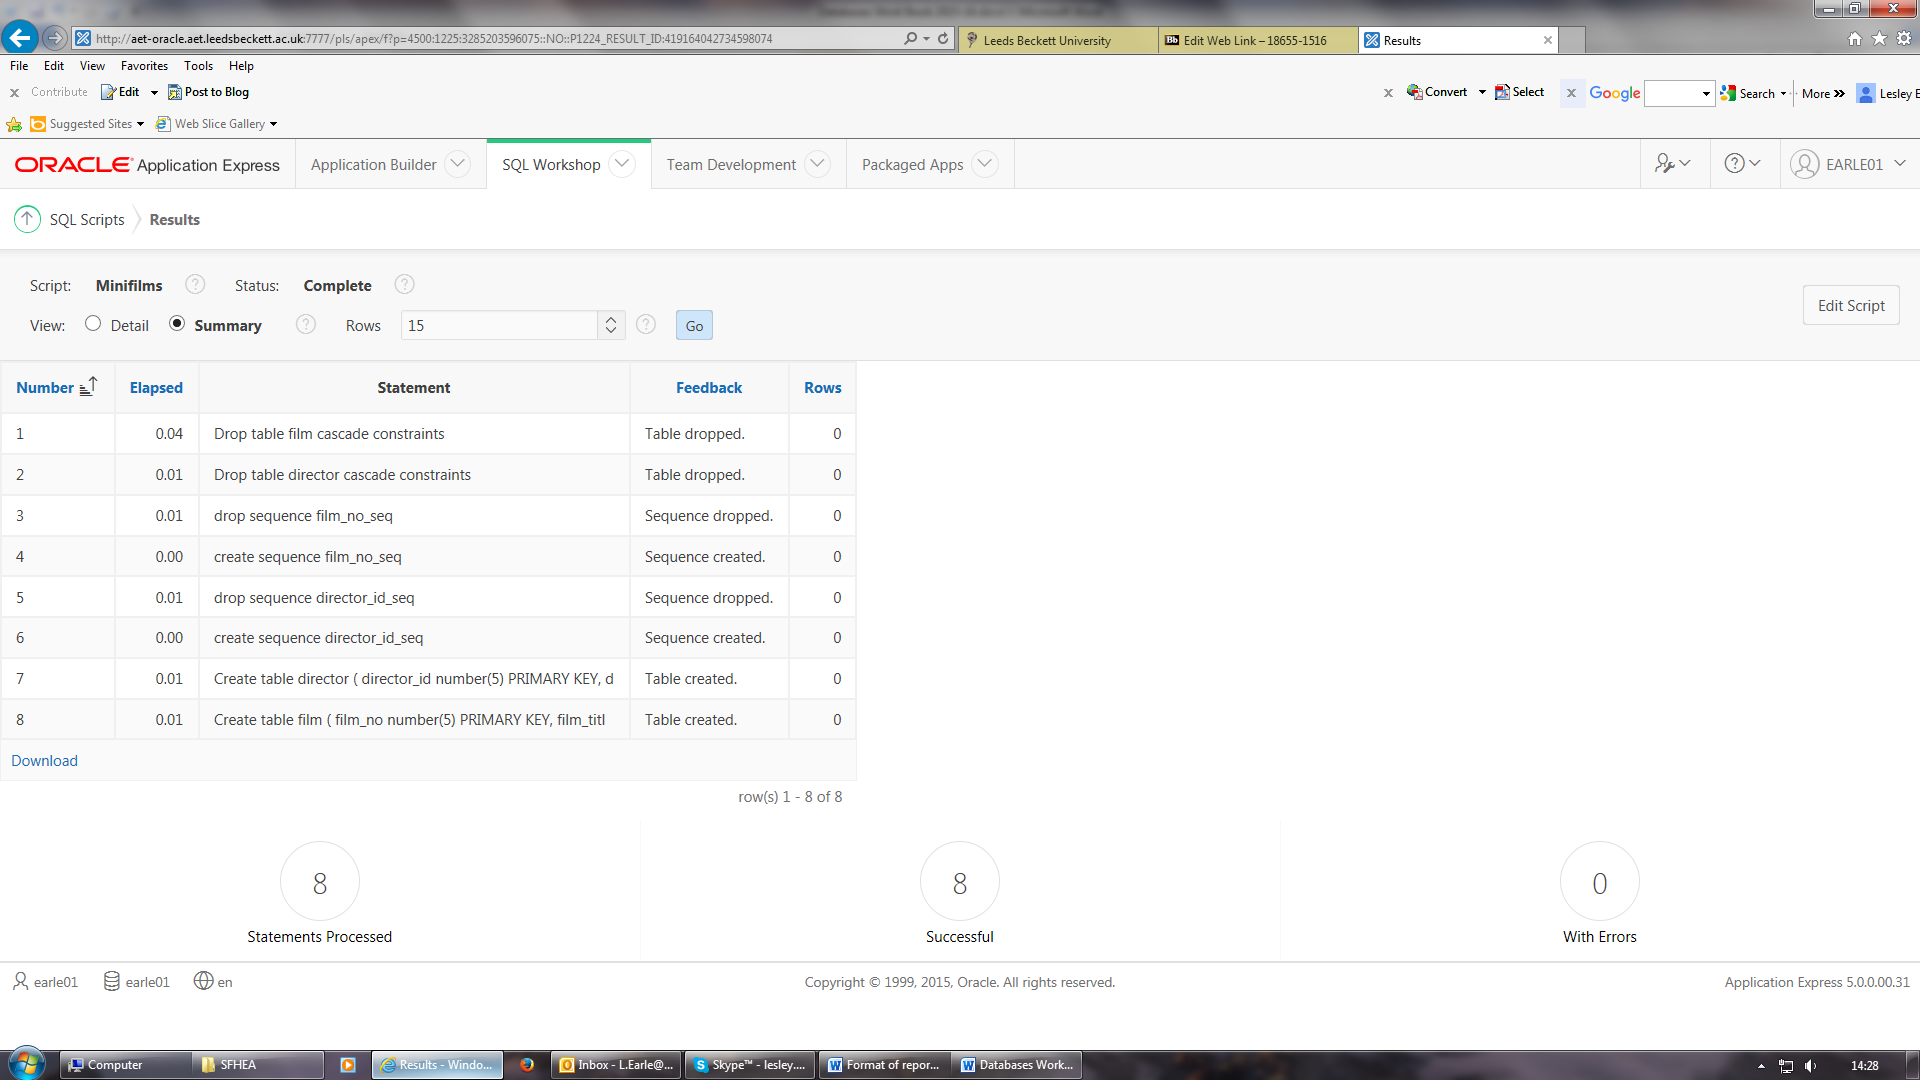 http://aet-oracle.aet.leedsbeckett.ac.uk:7777/pls/apex/f?p=4500:1225:3285203596075::NO::P1224_RESULT_ID:419164042734598074
Leeds Beckett University
Bb Edit Web Link – 18655-1516
Results
File Edit View Favorites Tools Help
x Contribute Edit Post to Blog
x Convert Select
x Google Search More Lesley E
Suggested Sites Web Slice Gallery
ORACLE Application Express
Application Builder
SQL Workshop
Team Development
Packaged Apps
EARLE01
SQL Scripts Results
Script: Minifilms ? Status: Complete ?
Edit Script
View: Detail Summary ? Rows 15 ? Go
Number Elapsed Statement Feedback Rows
1 0.04 Drop table film cascade constraints Table dropped. 0
2 0.01 Drop table director cascade constraints Table dropped. 0
3 0.01 drop sequence film_no_seq Sequence dropped. 0
4 0.00 create sequence film_no_seq Sequence created. 0
5 0.01 drop sequence director_id_seq Sequence dropped. 0
6 0.00 create sequence director_id_seq Sequence created. 0
7 0.01 Create table director ( director_id number(5) PRIMARY KEY, d Table created. 0
8 0.01 Create table film ( film_no number(5) PRIMARY KEY, film_titl Table created. 0
Download
row(s) 1 - 8 of 8
8
Statements Processed
8
Successful
0
With Errors
earle01 earle01 en
Copyright © 1999, 2015, Oracle. All rights reserved.
Application Express 5.0.0.00.31
Computer
SFHEA
Results - Windo...
Inbox - L.Earle@...
Skype™ - lesley....
Format of repor...
Databases Work...
14:28